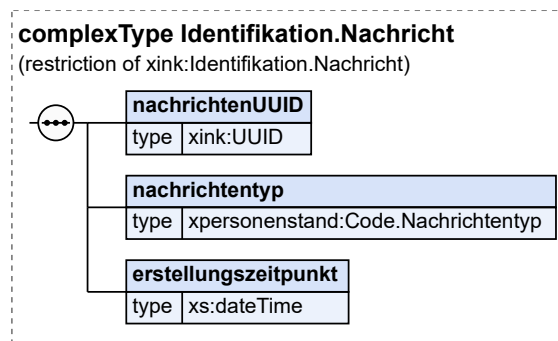 complexType Identifikation.Nachricht
(restriction of xink:Identifikation.Nachricht)
nachrichtenUUID
type xink:UUID
nachrichtentyp
type xpersonenstand:Code.Nachrichtentyp
erstellungszeitpunkt
type xs:dateTime